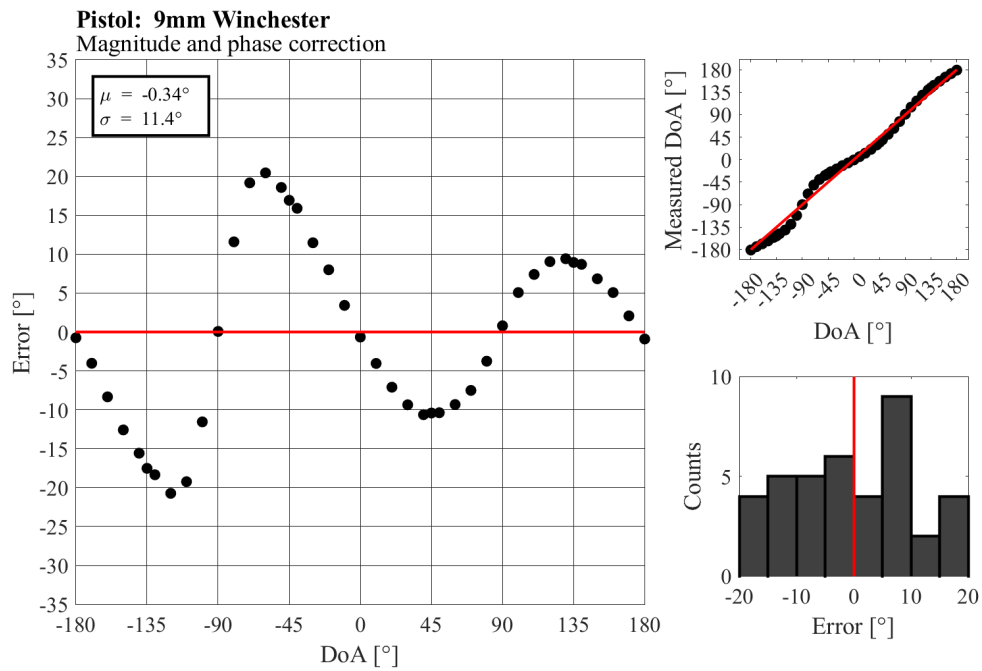 Pistol: 9mm Winchester
Magnitude and phase correction
35
30
25
20
15
10
5
0
-5
-10
-15
-20
-25
-30
-35
Error [°]
μ = -0.34°
σ = 11.4°
-180 -135 -90 -45 0 45 90 135 180
DoA [°]
180
135
90
45
0
-45
-90
-135
-180
Measured DoA [°]
-180 -135 -90 -45 0 45 90 135 180
DoA [°]
10
5
0
Counts
-20 -10 0 10 20
Error [°]